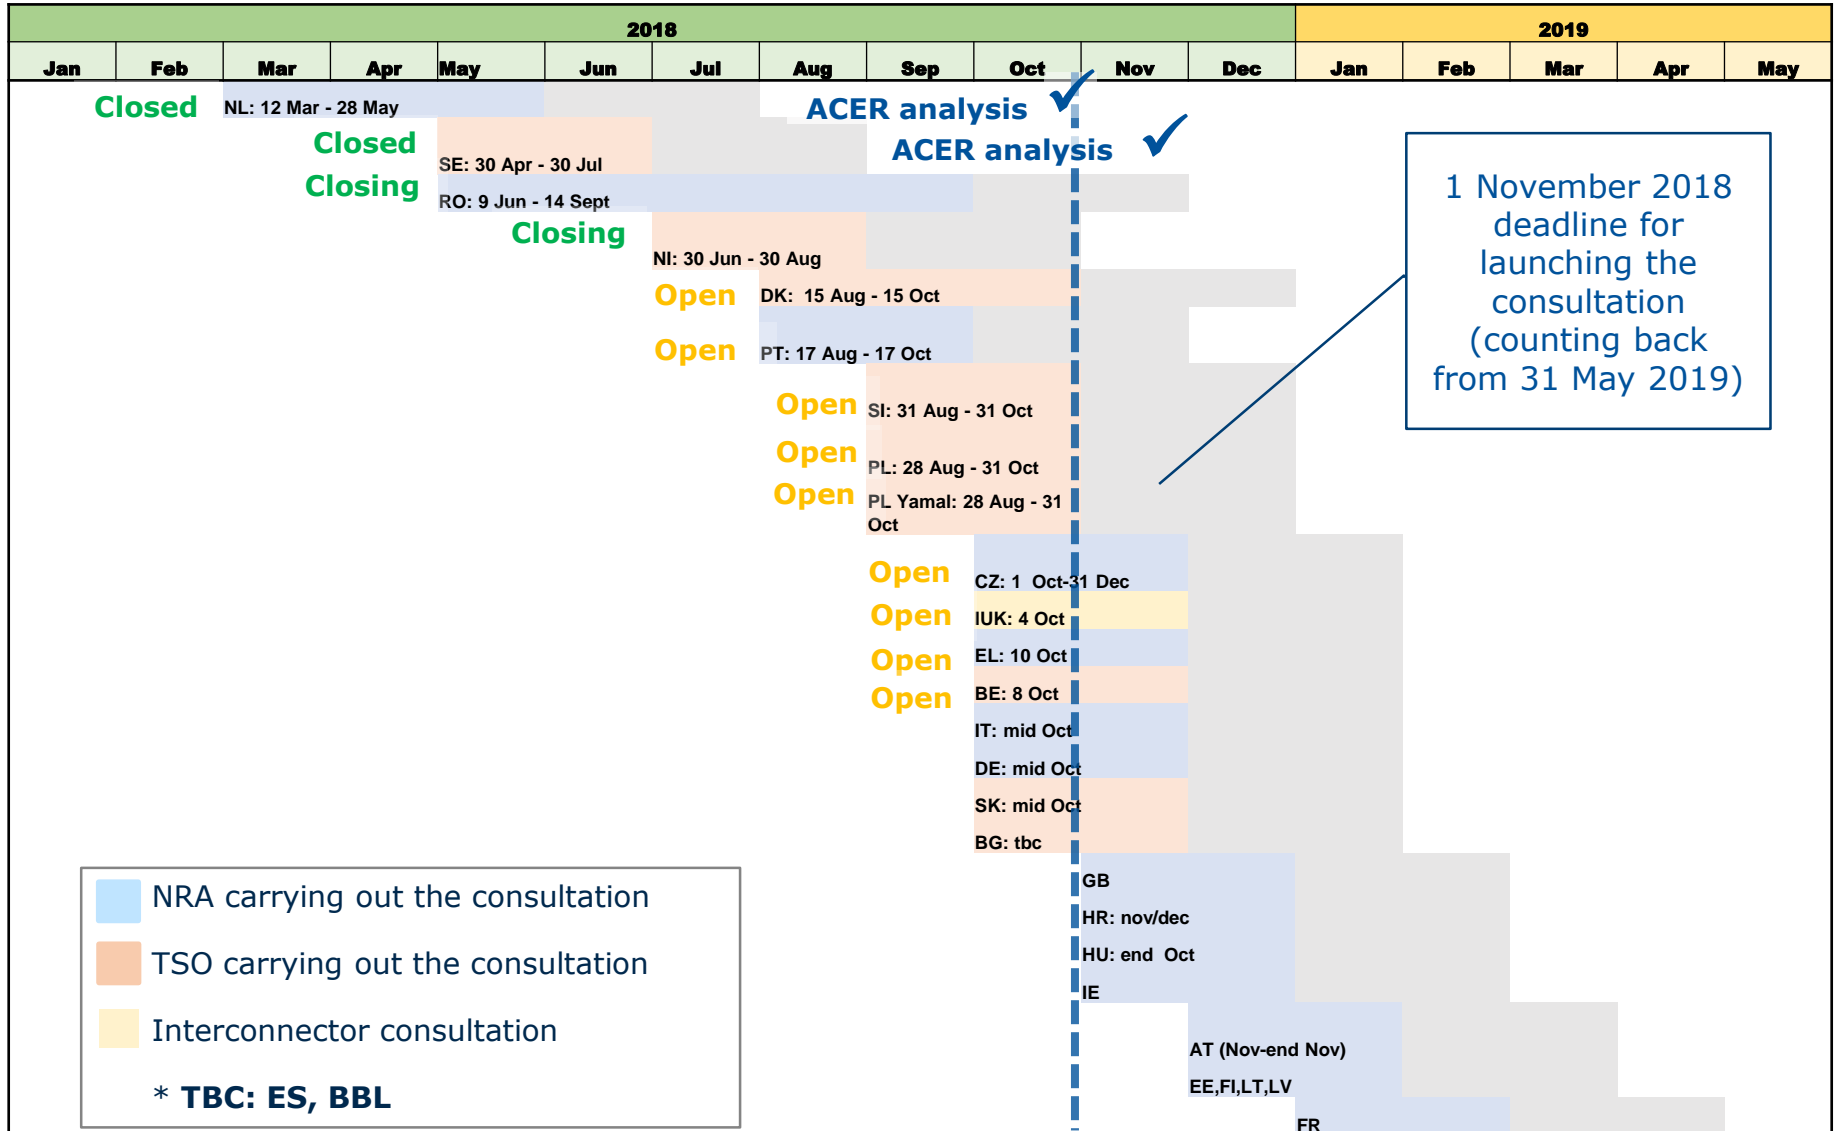 2018
2019
Jan Feb Mar Apr May Jun Jul Aug Sep Oct Nov Dec Jan Feb Mar Apr May
Closed NL: 12 Mar - 28 May ACER analysis ✓
Closed SE: 30 Apr - 30 Jul ACER analysis ✓
Closing RO: 9 Jun - 14 Sept
Closing NI: 30 Jun - 30 Aug
Open DK: 15 Aug - 15 Oct
Open PT: 17 Aug - 17 Oct
Open SI: 31 Aug - 31 Oct
Open PL: 28 Aug - 31 Oct
Open PL Yamal: 28 Aug - 31
Oct
Open CZ: 1 Oct-31 Dec
Open IUK: 4 Oct
Open EL: 10 Oct
Open BE: 8 Oct
IT: mid Oct
DE: mid Oct
SK: mid Oct
BG: tbc
GB
HR: nov/dec
HU: end Oct
IE
AT (Nov-end Nov)
EE,FI,LT,LV
FR
1 November 2018
deadline for
launching the
consultation
(counting back
from 31 May 2019)
NRA carrying out the consultation
TSO carrying out the consultation
Interconnector consultation
* TBC: ES, BBL